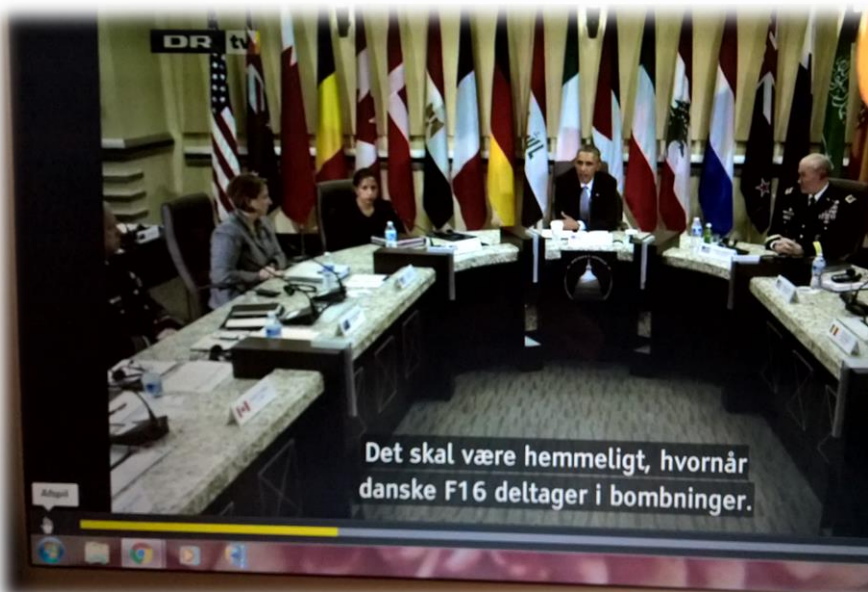 DR tv
Det skal være hemmeligt, hvornår
danske F16 deltager i bombninger.
Afspil